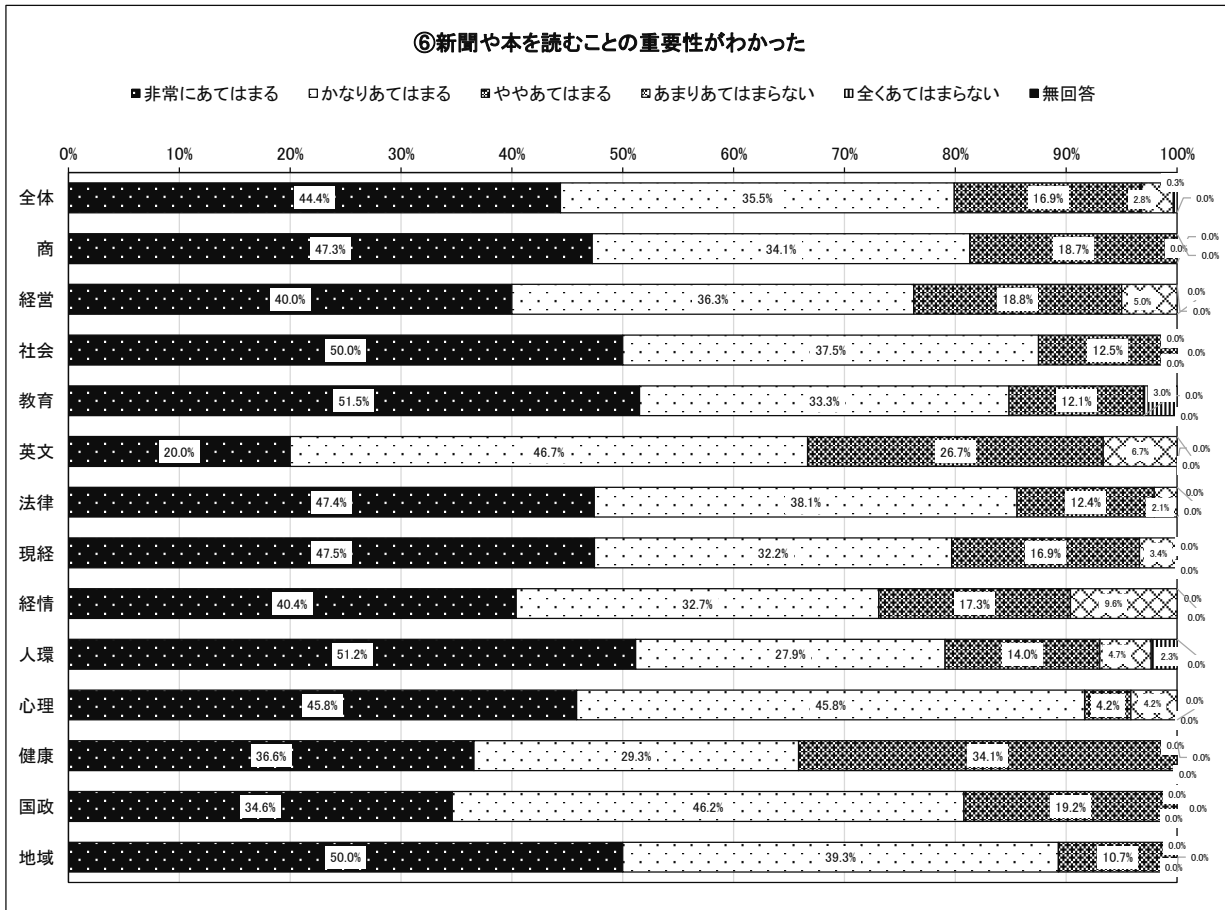 ⑥新聞や本を読むことの重要性がわかった
■非常にあてはまる □かなりあてはまる ▩ややあてはまる ▨あまりあてはまらない ▥全くあてはまらない ■無回答
0% 10% 20% 30% 40% 50% 60% 70% 80% 90% 100%
全体 44.4% 35.5% 16.9% 2.8% 0.3% 0.0%
商 47.3% 34.1% 18.7% 0.0% 0.0% 0.0%
経営 40.0% 36.3% 18.8% 5.0% 0.0% 0.0%
社会 50.0% 37.5% 12.5% 0.0% 0.0% 0.0%
教育 51.5% 33.3% 12.1% 3.0% 0.0% 0.0%
英文 20.0% 46.7% 26.7% 6.7% 0.0% 0.0%
法律 47.4% 38.1% 12.4% 2.1% 0.0% 0.0%
現経 47.5% 32.2% 16.9% 3.4% 0.0% 0.0%
経情 40.4% 32.7% 17.3% 9.6% 0.0% 0.0%
人環 51.2% 27.9% 14.0% 4.7% 2.3% 0.0%
心理 45.8% 45.8% 4.2% 4.2% 0.0% 0.0%
健康 36.6% 29.3% 34.1% 0.0% 0.0% 0.0%
国政 34.6% 46.2% 19.2% 0.0% 0.0% 0.0%
地域 50.0% 39.3% 10.7% 0.0% 0.0% 0.0%